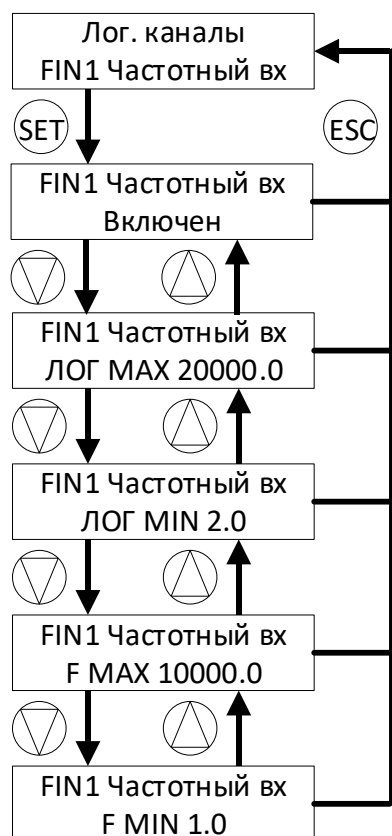 Лог. каналы
FIN1 Частотный вх
SET
ESC
FIN1 Частотный вх
Включен
FIN1 Частотный вх
ЛОГ MAX 20000.0
FIN1 Частотный вх
ЛОГ MIN 2.0
FIN1 Частотный вх
F MAX 10000.0
FIN1 Частотный вх
F MIN 1.0